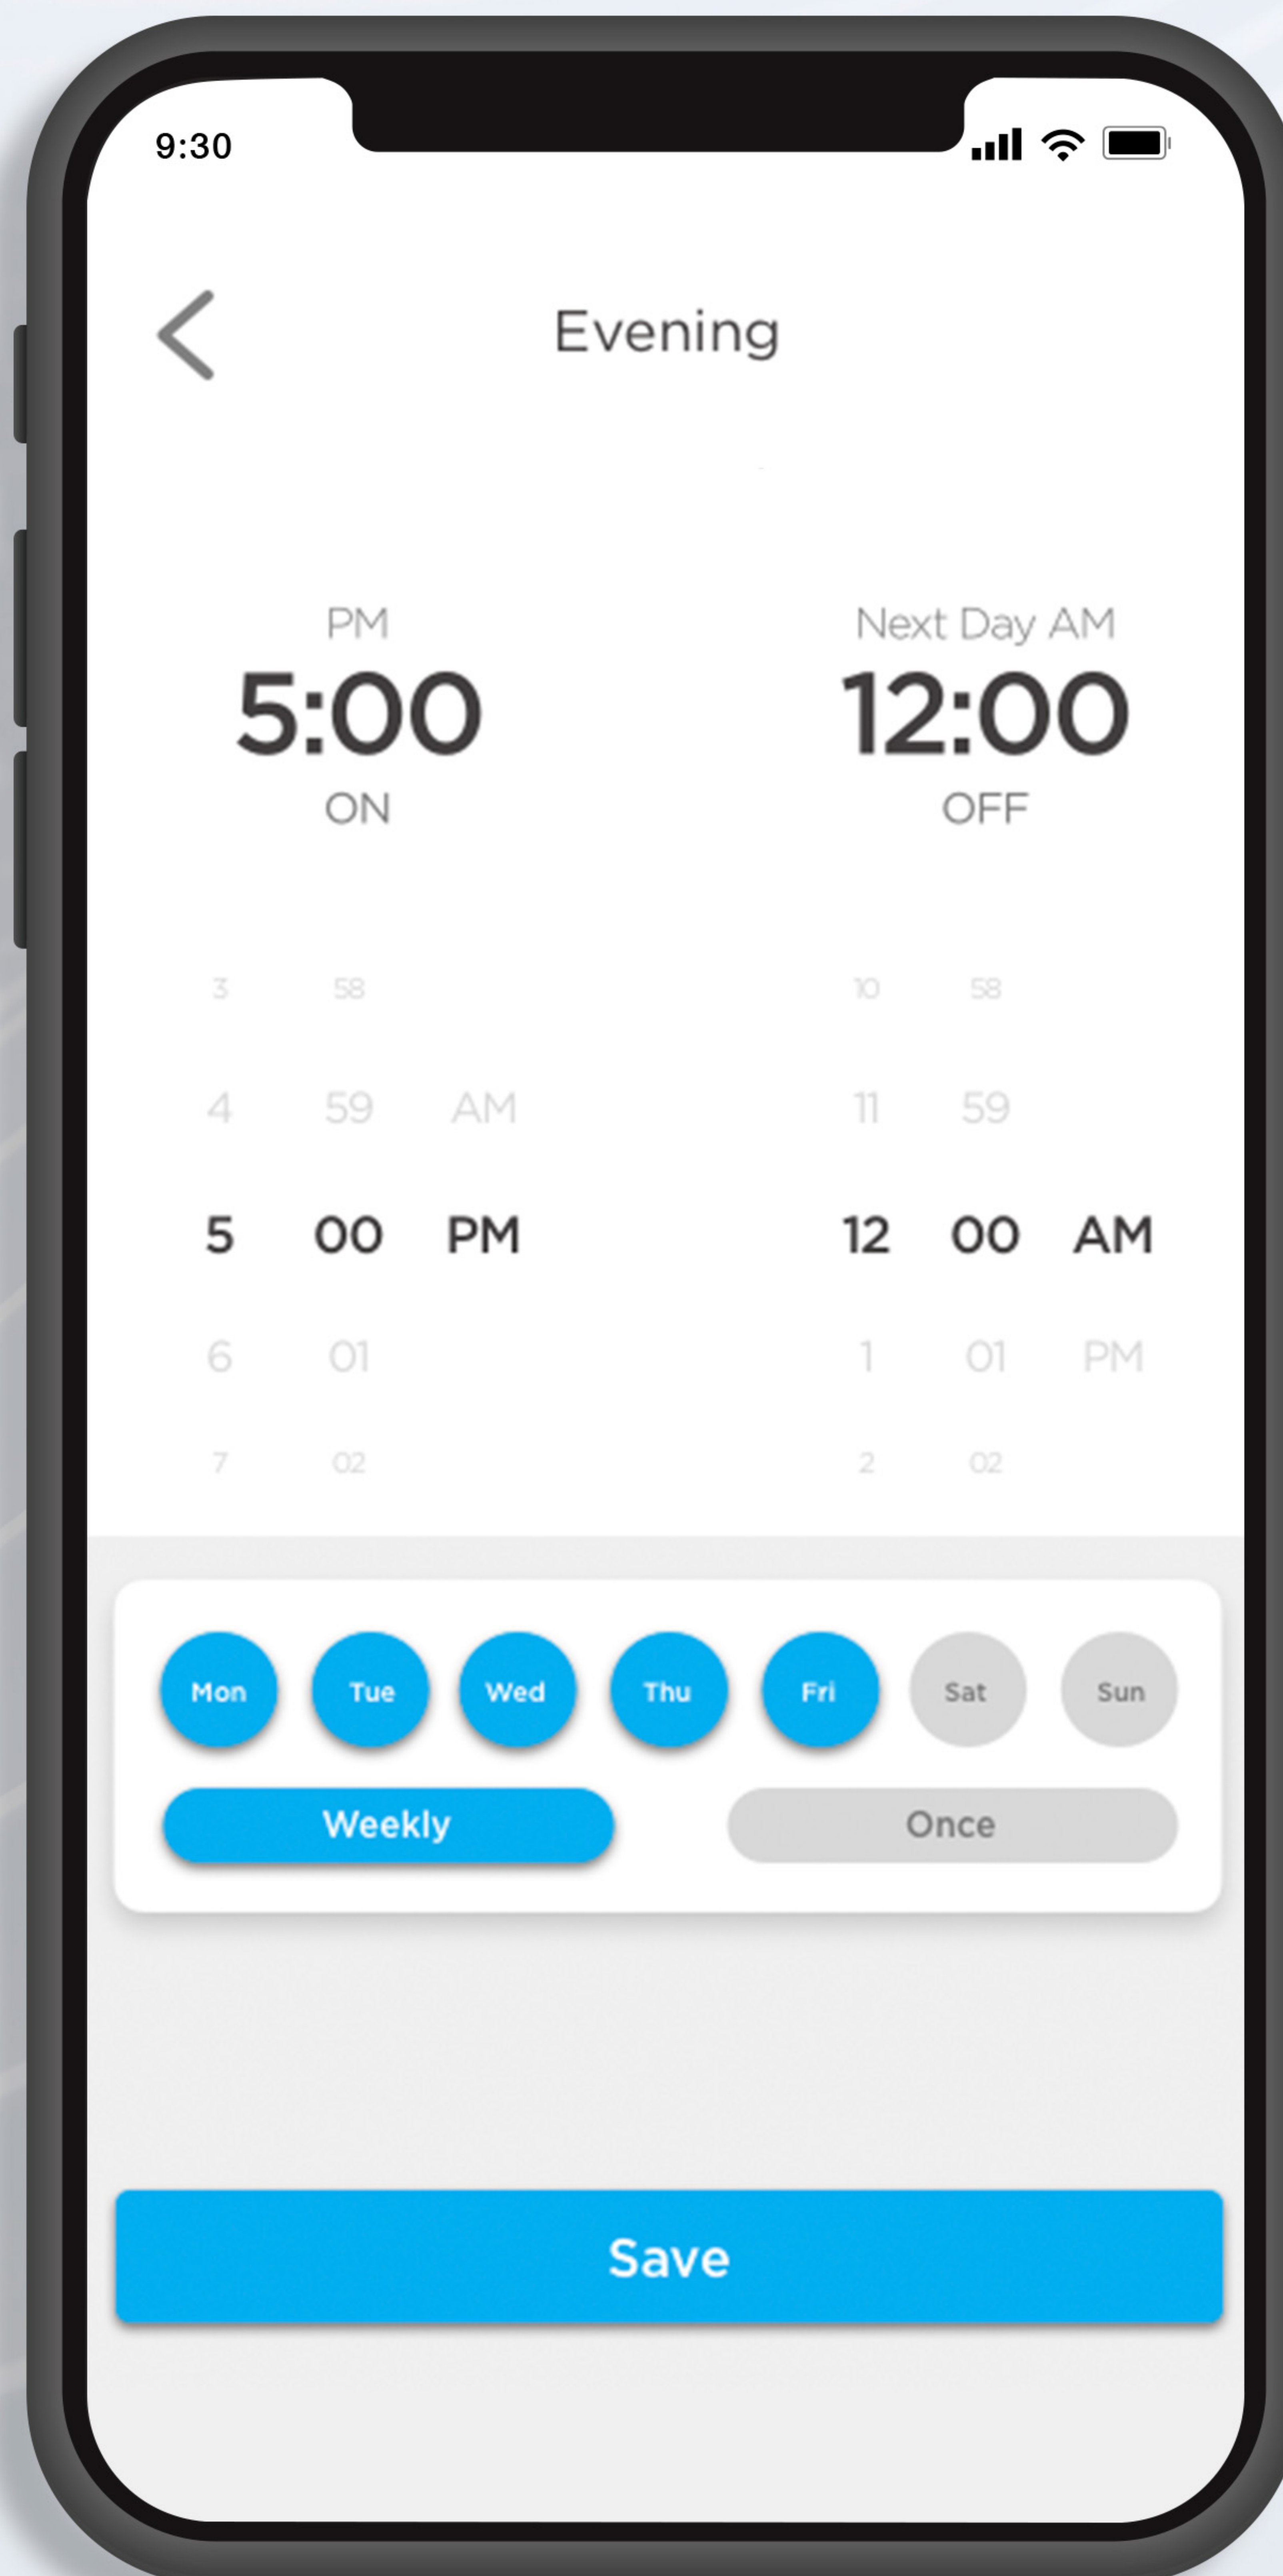 9:30
Evening
PM Next Day AM
5:00 12:00
ON OFF
3 58 10 58
4 59 AM 11 59
5 00 PM 12 00 AM
6 01 1 01 PM
7 02 2 02
Mon Tue Wed Thu Fri Sat Sun
Weekly Once
Save